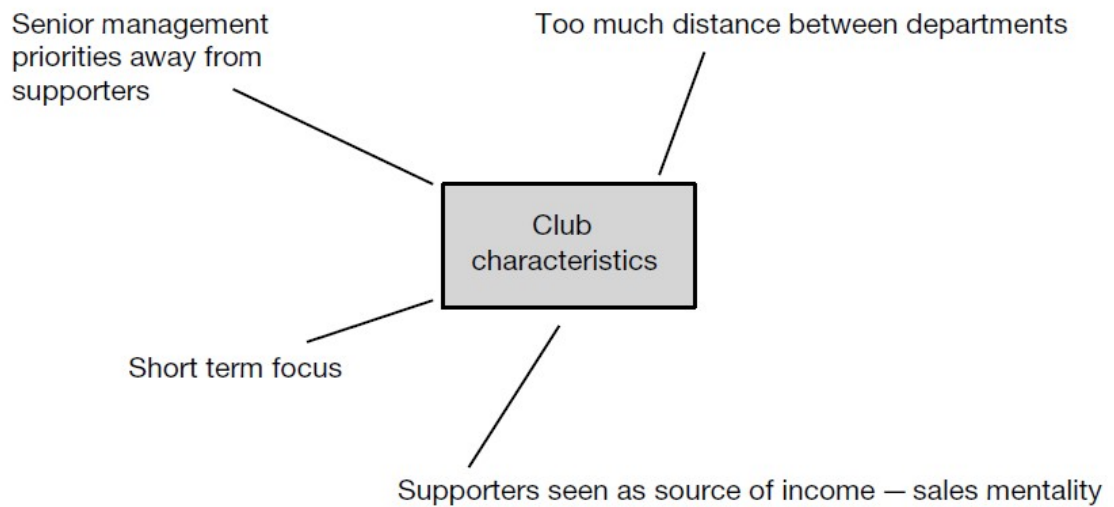 Senior management
priorities away from
supporters
Too much distance between departments
Club
characteristics
Short term focus
Supporters seen as source of income — sales mentality